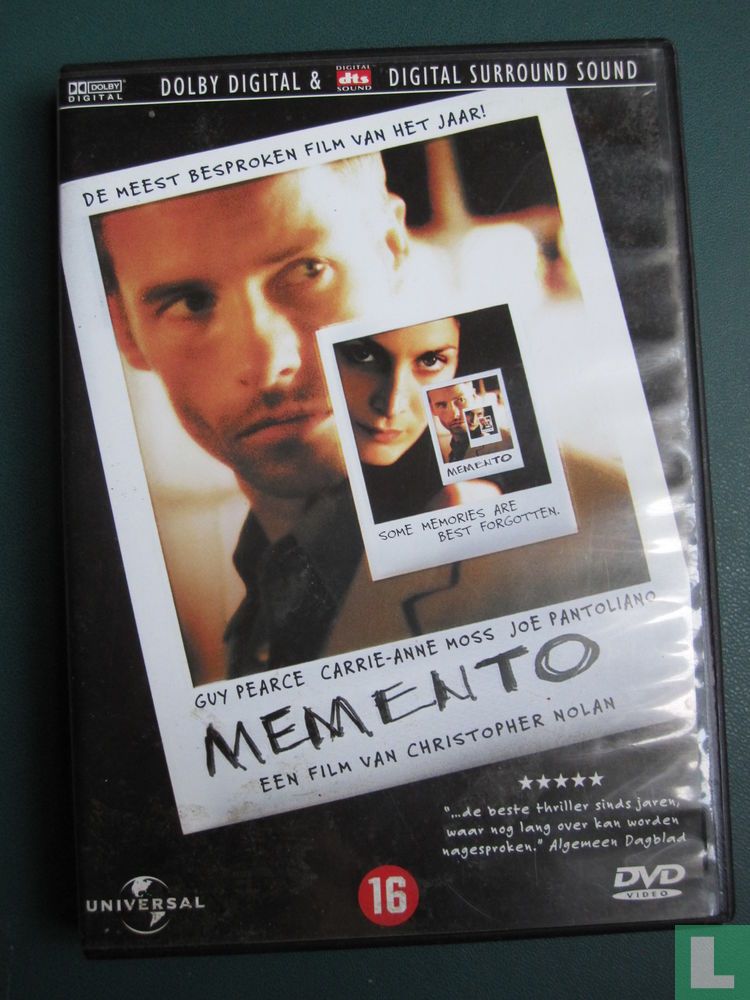 DOLBY DIGITAL
DOLBY DIGITAL & DIGITAL dts SOUND DIGITAL SURROUND SOUND
DE MEEST BESPROKEN FILM VAN HET JAAR!
MEMENTO
SOME MEMORIES ARE
BEST FORGOTTEN.
GUY PEARCE CARRIE-ANNE MOSS JOE PANTOLIANO
MEMENTO
EEN FILM VAN CHRISTOPHER NOLAN
"...de beste thriller sinds jaren,
waar nog lang over kan worden
nagesproken." Algemeen Dagblad
UNIVERSAL
16
DVD
VIDEO
L